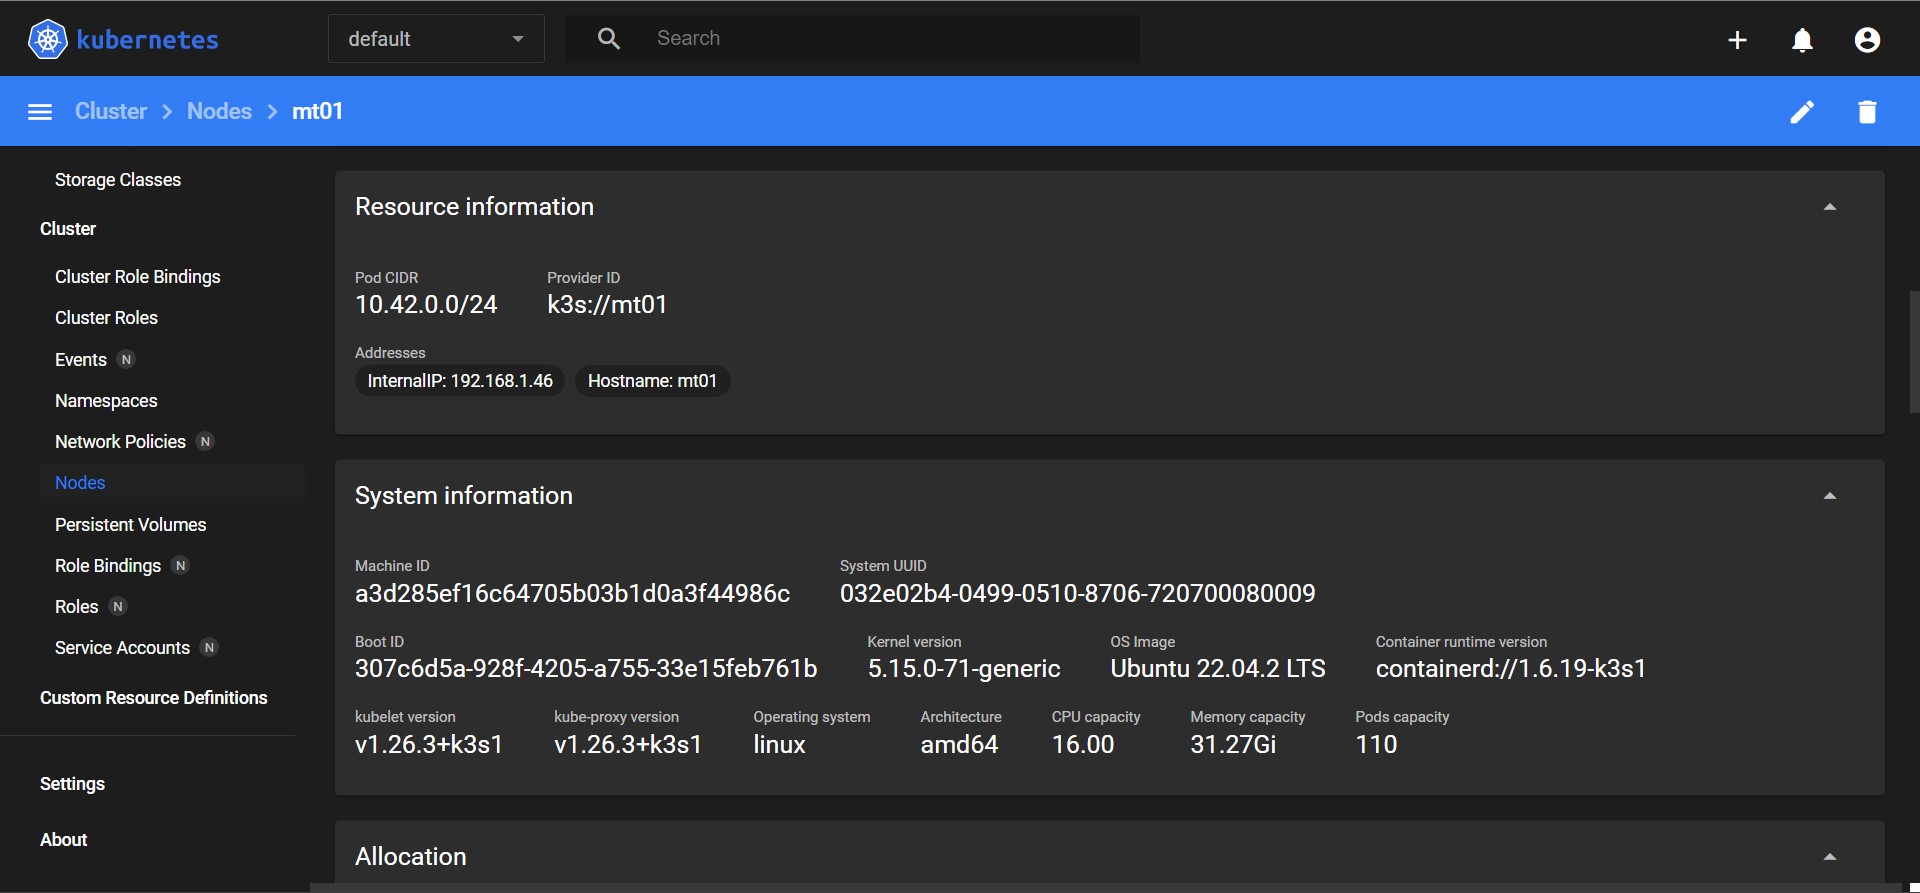 kubernetes
default
Search
Cluster > Nodes > mt01
Storage Classes
Cluster
Cluster Role Bindings
Cluster Roles
Events N
Namespaces
Network Policies N
Nodes
Persistent Volumes
Role Bindings N
Roles N
Service Accounts N
Custom Resource Definitions
Settings
About
Resource information
Pod CIDR Provider ID
10.42.0.0/24 k3s://mt01
Addresses
InternalIP: 192.168.1.46 Hostname: mt01
System information
Machine ID System UUID
a3d285ef16c64705b03b1d0a3f44986c 032e02b4-0499-0510-8706-720700080009
Boot ID Kernel version OS Image Container runtime version
307c6d5a-928f-4205-a755-33e15feb761b 5.15.0-71-generic Ubuntu 22.04.2 LTS containerd://1.6.19-k3s1
kubelet version kube-proxy version Operating system Architecture CPU capacity Memory capacity Pods capacity
v1.26.3+k3s1 v1.26.3+k3s1 linux amd64 16.00 31.27Gi 110
Allocation